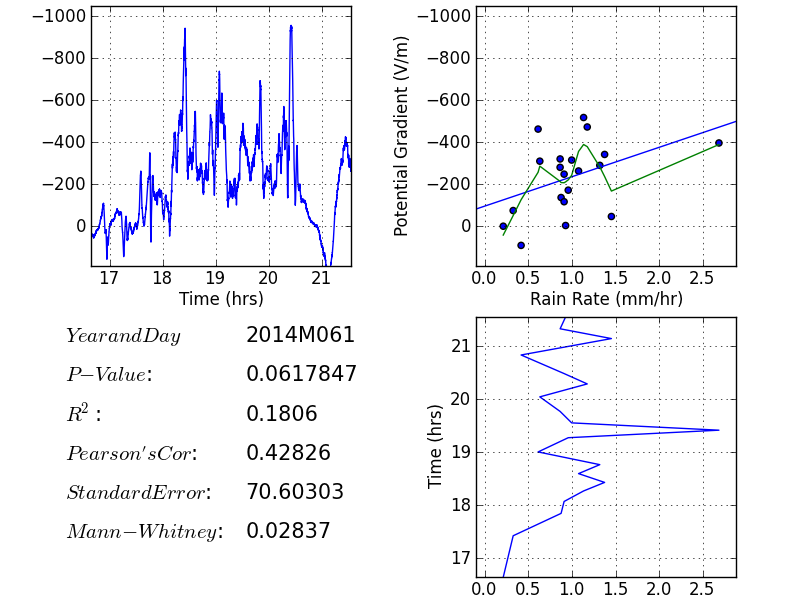 −1000
−800
−600
−400
−200
0
17 18 19 20 21
Time (hrs)
Potential Gradient (V/m)
−1000
−800
−600
−400
−200
0
0.0 0.5 1.0 1.5 2.0 2.5
Rain Rate (mm/hr)
YearandDay 2014M061
P−Value: 0.0617847
R²: 0.1806
Pearson'sCor: 0.42826
StandardError: 70.60303
Mann−Whitney: 0.02837
Time (hrs)
21
20
19
18
17
0.0 0.5 1.0 1.5 2.0 2.5